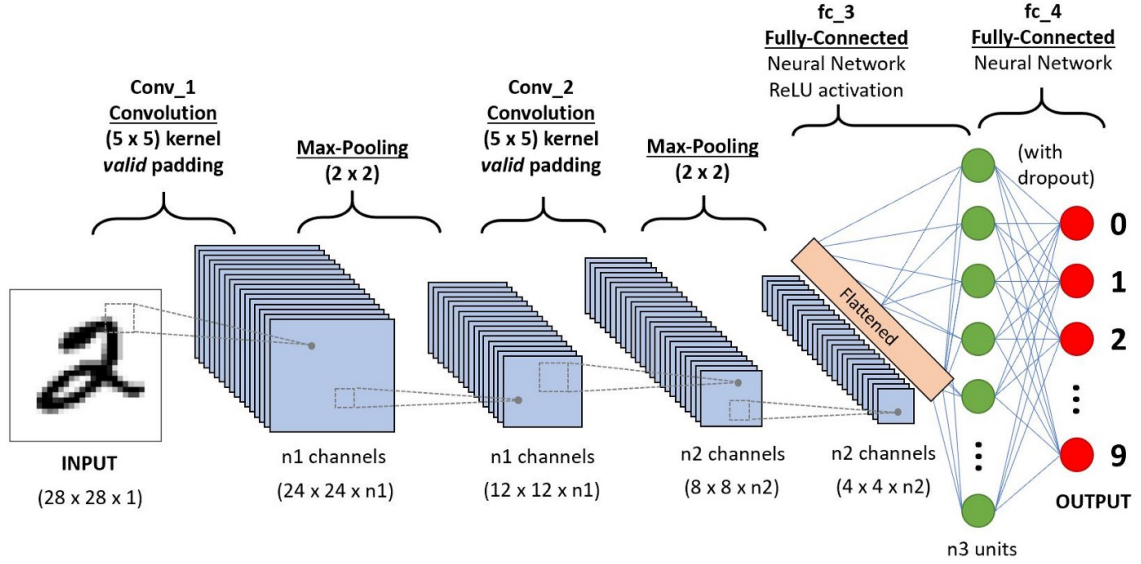 fc_3
Fully-Connected
Neural Network
ReLU activation
fc_4
Fully-Connected
Neural Network
Conv_1
Convolution
(5 x 5) kernel
valid padding
Max-Pooling
(2 x 2)
Conv_2
Convolution
(5 x 5) kernel
valid padding
Max-Pooling
(2 x 2)
(with
dropout)
Flattened
0
1
2
9
INPUT
(28 x 28 x 1)
n1 channels
(24 x 24 x n1)
n1 channels
(12 x 12 x n1)
n2 channels
(8 x 8 x n2)
n2 channels
(4 x 4 x n2)
OUTPUT
n3 units
2